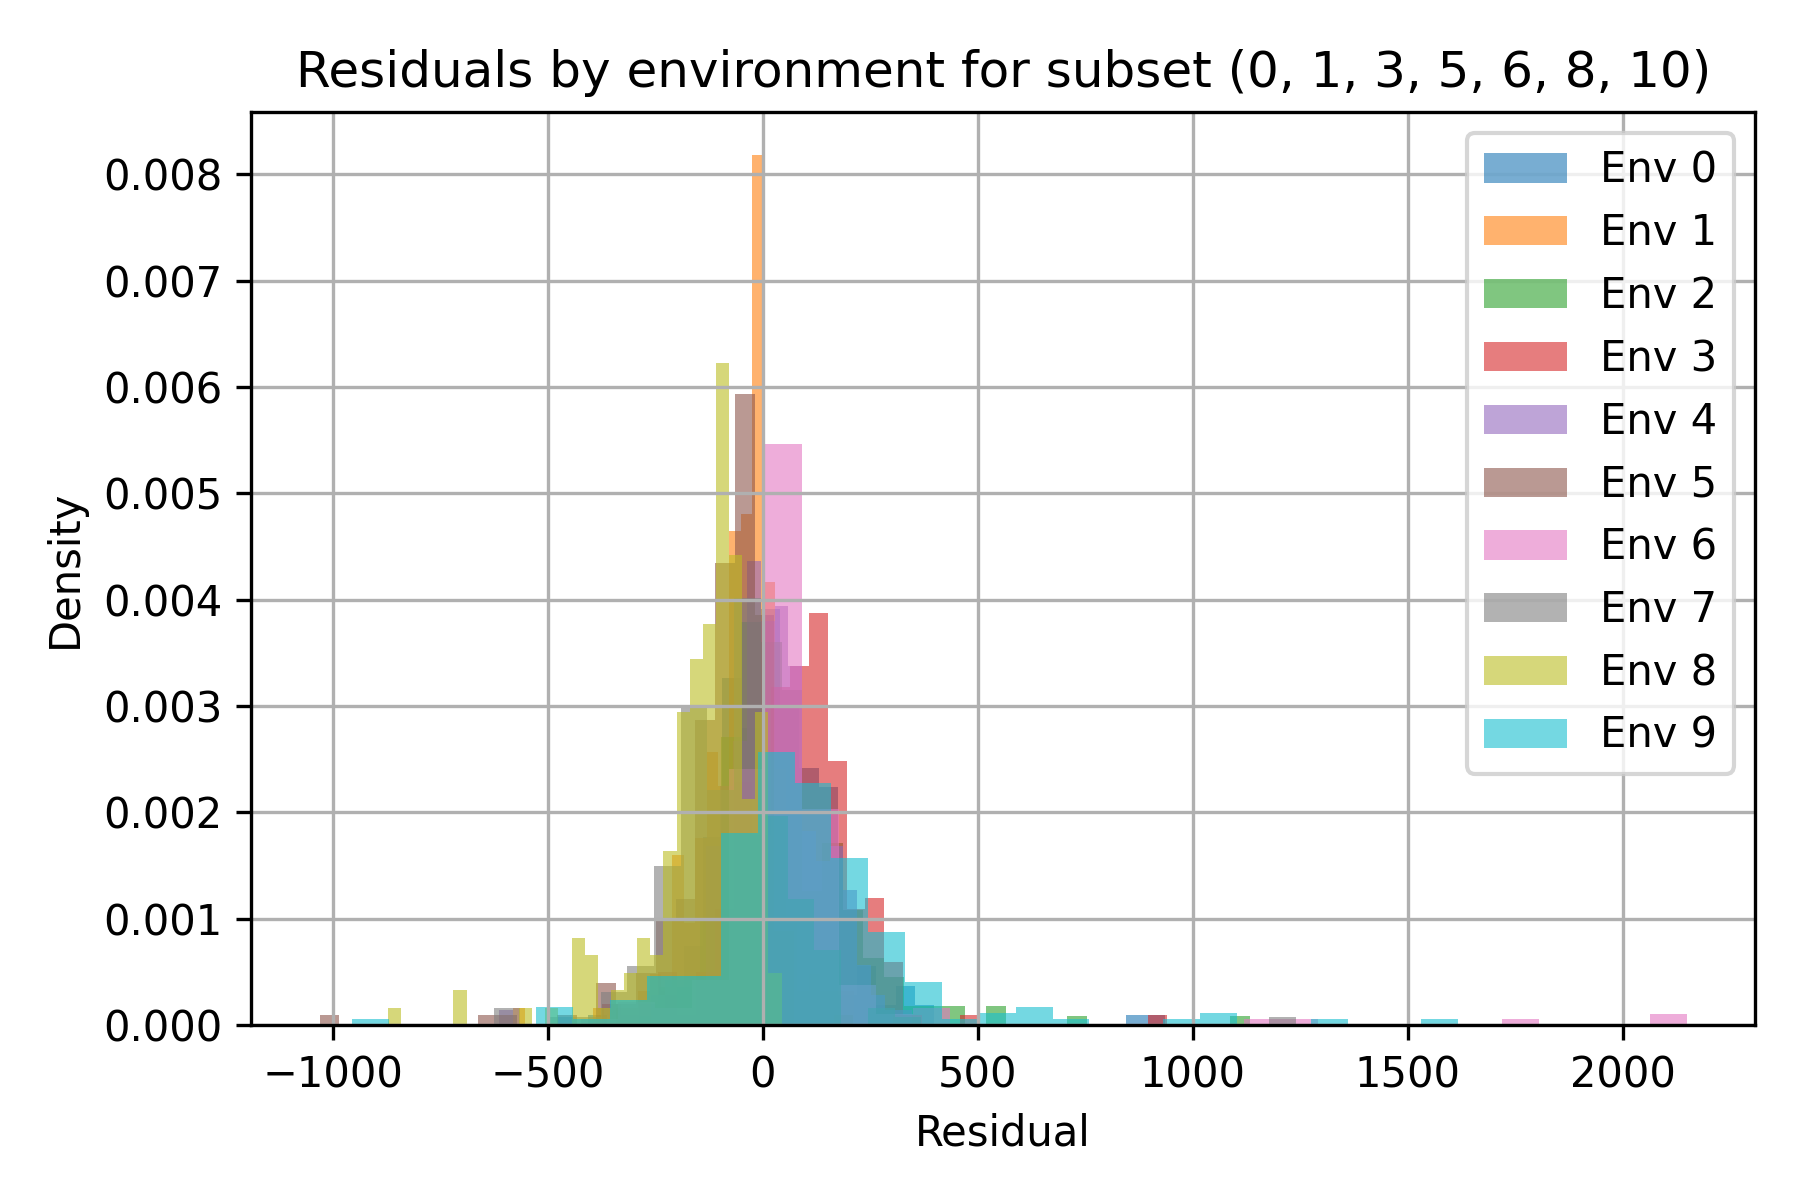 Residuals by environment for subset (0, 1, 3, 5, 6, 8, 10)
0.008
0.007
0.006
0.005
0.004
0.003
0.002
0.001
0.000
Density
−1000
−500
0
500
1000
1500
2000
Residual
Env 0
Env 1
Env 2
Env 3
Env 4
Env 5
Env 6
Env 7
Env 8
Env 9